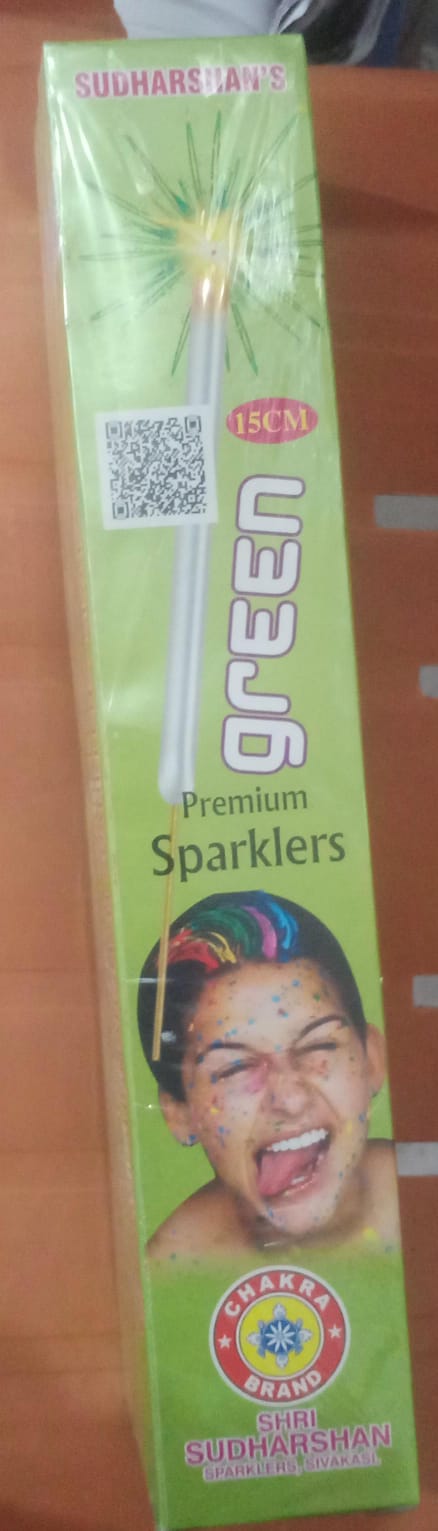 SUDHARSHAN'S
15CM
green
Premium
Sparklers
CHAKRA
BRAND
SHRI
SUDHARSHAN
SPARKLERS, SIVAKASI.